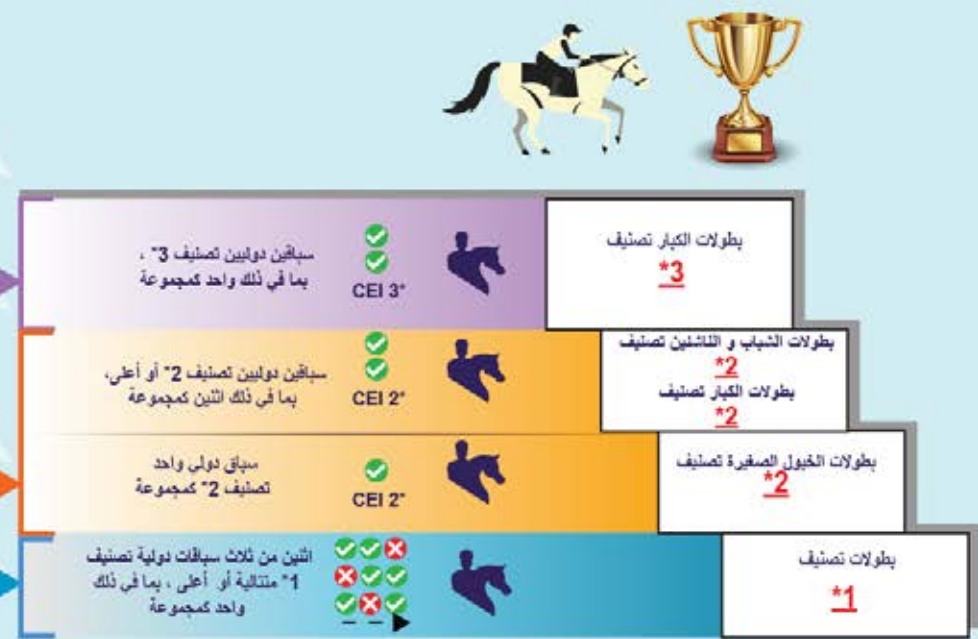 بطولات الكبار تصنيف
*3
CEI 3*
سباقين دوليين تصنيف 3* ،
بما في ذلك واحد كمجموعة
بطولات الشباب و الناشئين تصنيف
*2
بطولات الكبار تصنيف
*2
CEI 2*
سباقين دوليين تصنيف 2* أو أعلى،
بما في ذلك اثنين كمجموعة
بطولات الخيول الصغيرة تصنيف
*2
CEI 2*
سباق دولي واحد
تصنيف 2* كمجموعة
بطولات تصنيف
*1
اثنين من ثلاث سباقات دولية تصنيف
1* متتالية أو أعلى ، بما في ذلك
واحد كمجموعة